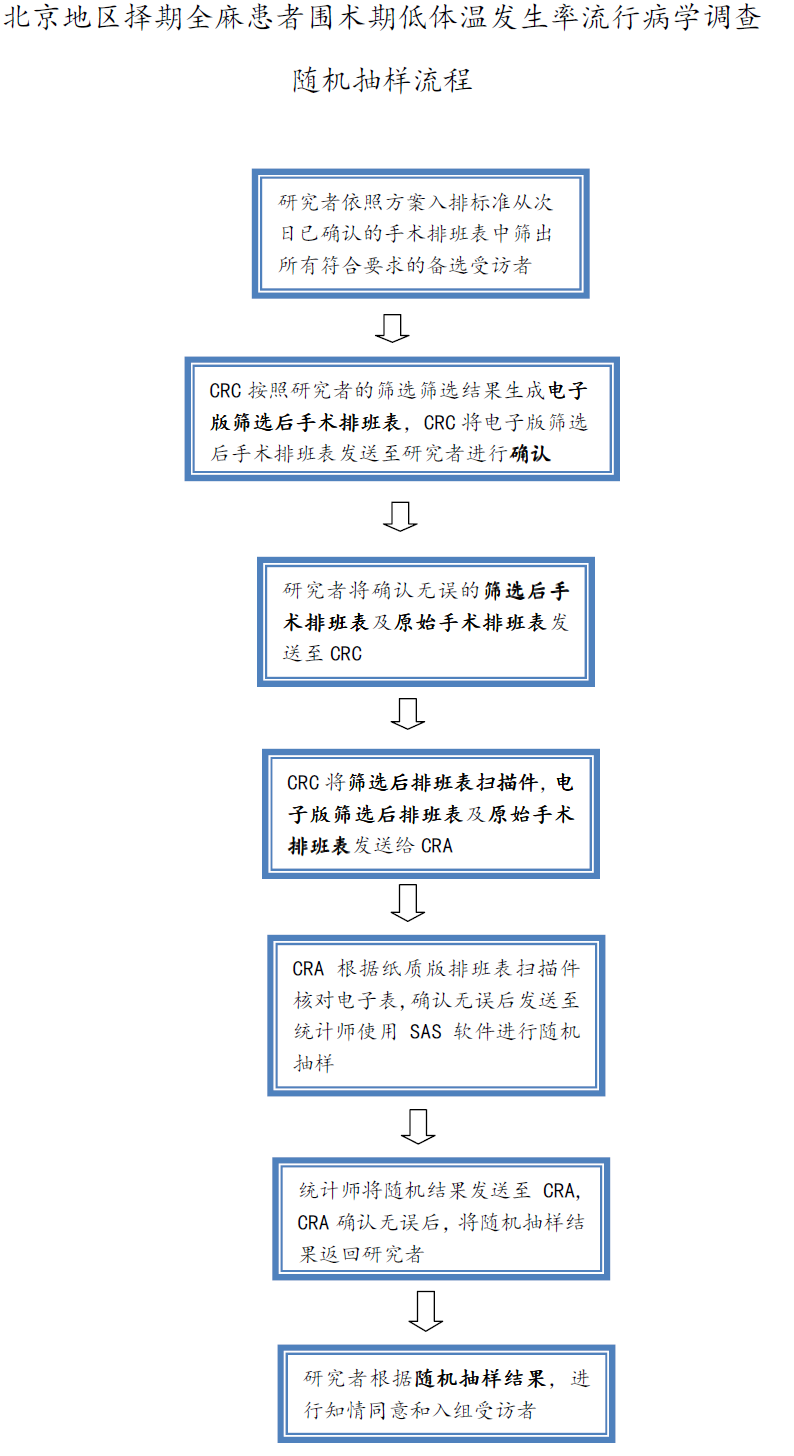 北京地区择期全麻患者围术期低体温发生率流行病学调查
随机抽样流程
研究者依照方案入排标准从次
日已确认的手术排班表中筛出
所有符合要求的备选受访者
CRC 按照研究者的筛选筛选结果生成电子
版筛选后手术排班表，CRC 将电子版筛选
后手术排班表发送至研究者进行确认
研究者将确认无误的筛选后手
术排班表及原始手术排班表发
送至 CRC
CRC 将筛选后排班表扫描件，电
子版筛选后排班表及原始手术
排班表发送给 CRA
CRA 根据纸质版排班表扫描件
核对电子表，确认无误后发送至
统计师使用 SAS 软件进行随机
抽样
统计师将随机结果发送至 CRA，
CRA 确认无误后，将随机抽样结
果返回研究者
研究者根据随机抽样结果，进
行知情同意和入组受访者